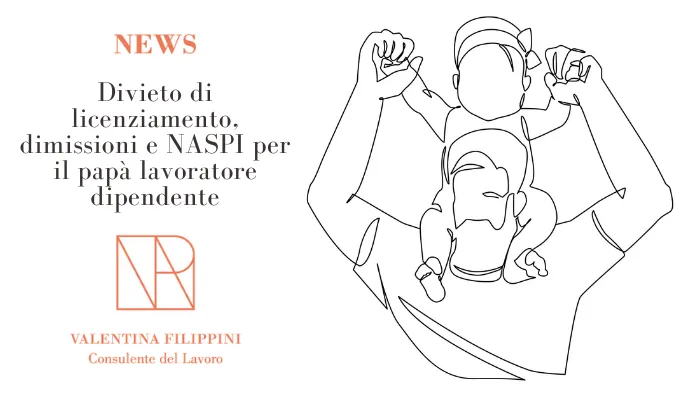 NEWS
Divieto di
licenziamento,
dimissioni e NASPI per
il papà lavoratore
dipendente
VALENTINA FILIPPINI
Consulente del Lavoro